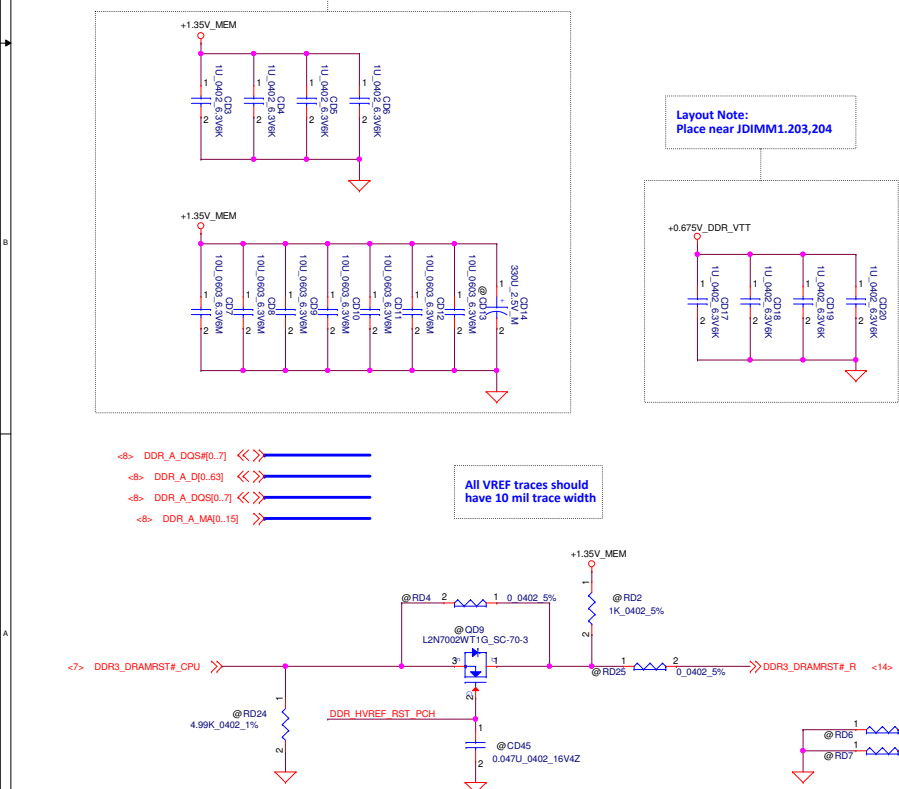 +1.35V_MEM
1 1 1 1
1U_0402_6.3V6K
CD3
1U_0402_6.3V6K
CD4
1U_0402_6.3V6K
CD5
1U_0402_6.3V6K
CD6
2 2 2 2
Layout Note:
Place near JDIMM1.203,204
B
+1.35V_MEM
1 1 1 1 1 1 1 1
10U_0603_6.3V6M
CD7
10U_0603_6.3V6M
CD8
10U_0603_6.3V6M
CD9
10U_0603_6.3V6M
CD10
10U_0603_6.3V6M
CD11
10U_0603_6.3V6M
CD12
10U_0603_6.3V6M
@CD13
330U_2.5V_M
CD14
+
2 2 2 2 2 2 2 2
+0.675V_DDR_VTT
1 1 1 1
1U_0402_6.3V6K
CD17
1U_0402_6.3V6K
CD18
1U_0402_6.3V6K
CD19
1U_0402_6.3V6K
CD20
2 2 2 2
<8> DDR_A_DQS#[0..7]
<8> DDR_A_D[0..63]
<8> DDR_A_DQS[0..7]
<8> DDR_A_MA[0..15]
All VREF traces should
have 10 mil trace width
A
+1.35V_MEM
@RD4 2 1 0_0402_5%
1 @RD2
1K_0402_5%
2
@QD9
L2N7002WT1G_SC-70-3
<7> DDR3_DRAMRST#_CPU
3 1
@RD25 1 2 0_0402_5%
DDR3_DRAMRST#_R <14>
2
1
@RD24
4.99K_0402_1%
2
DDR_HVREF_RST_PCH
1
@CD45
0.047U_0402_16V4Z
2
1
@RD6
1
@RD7